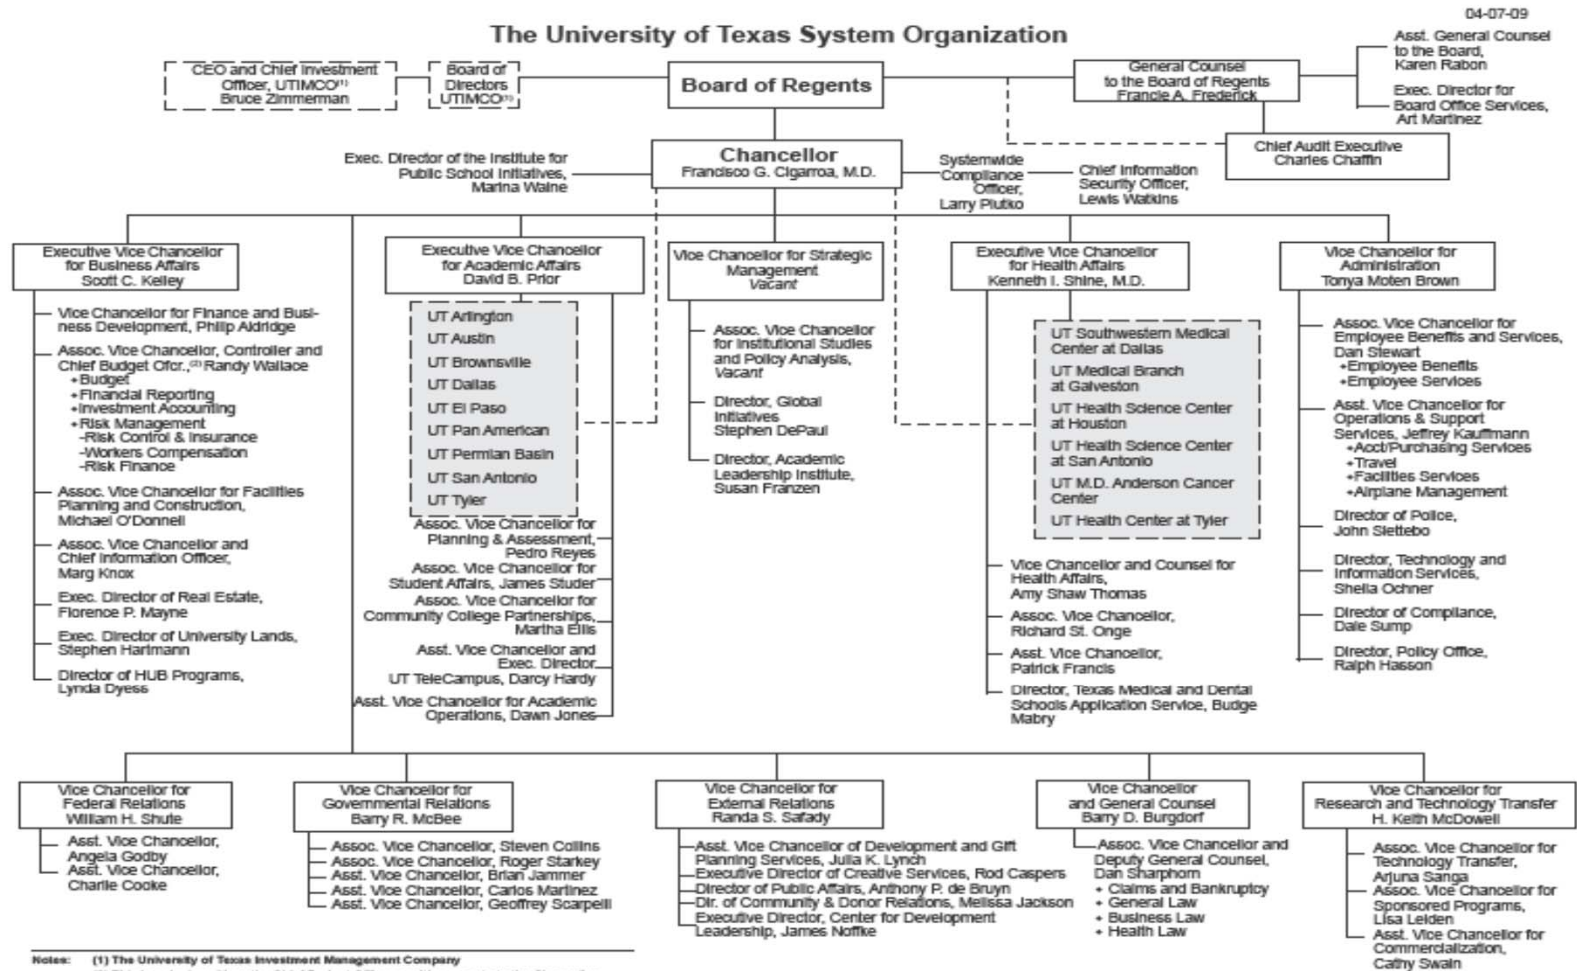 04-07-09
The University of Texas System Organization
CEO and Chief Investment
Officer, UTIMCO(1)
Bruce Zimmerman
Board of
Directors
UTIMCO(1)
Board of Regents
General Counsel
to the Board of Regents
Francie A. Frederick
Asst. General Counsel
to the Board,
Karen Rabon
Exec. Director for
Board Office Services,
Art Martinez
Chief Audit Executive
Charles Chaffin
Exec. Director of the Institute for
Public School Initiatives,
Marina Walne
Chancellor
Francisco G. Cigarroa, M.D.
Systemwide
Compliance
Officer,
Larry Plutko
Chief Information
Security Officer,
Lewis Watkins
Executive Vice Chancellor
for Business Affairs
Scott C. Kelley
Vice Chancellor for Finance and Busi-
ness Development, Philip Aldridge
Assoc. Vice Chancellor, Controller and
Chief Budget Ofcr.,(2) Randy Wallace
+Budget
+Financial Reporting
+Investment Accounting
+Risk Management
-Risk Control & Insurance
-Workers Compensation
-Risk Finance
Assoc. Vice Chancellor for Facilities
Planning and Construction,
Michael O'Donnell
Assoc. Vice Chancellor and
Chief Information Officer,
Marg Knox
Exec. Director of Real Estate,
Florence P. Mayne
Exec. Director of University Lands,
Stephen Hartmann
Director of HUB Programs,
Lynda Dyess
Executive Vice Chancellor
for Academic Affairs
David B. Prior
UT Arlington
UT Austin
UT Brownsville
UT Dallas
UT El Paso
UT Pan American
UT Permian Basin
UT San Antonio
UT Tyler
Assoc. Vice Chancellor for
Planning & Assessment,
Pedro Reyes
Assoc. Vice Chancellor for
Student Affairs, James Studer
Assoc. Vice Chancellor for
Community College Partnerships,
Martha Ellis
Asst. Vice Chancellor and
Exec. Director
UT TeleCampus, Darcy Hardy
Asst. Vice Chancellor for Academic
Operations, Dawn Jones
Vice Chancellor for Strategic
Management
Vacant
Assoc. Vice Chancellor
for Institutional Studies
and Policy Analysis,
Vacant
Director, Global
Initiatives
Stephen DePaul
Director, Academic
Leadership Institute,
Susan Franzen
Executive Vice Chancellor
for Health Affairs
Kenneth I. Shine, M.D.
UT Southwestern Medical
Center at Dallas
UT Medical Branch
at Galveston
UT Health Science Center
at Houston
UT Health Science Center
at San Antonio
UT M.D. Anderson Cancer
Center
UT Health Center at Tyler
Vice Chancellor and Counsel for
Health Affairs,
Amy Shaw Thomas
Assoc. Vice Chancellor,
Richard St. Onge
Asst. Vice Chancellor,
Patrick Francis
Director, Texas Medical and Dental
Schools Application Service, Budge
Mabry
Vice Chancellor for
Administration
Tonya Moten Brown
Assoc. Vice Chancellor for
Employee Benefits and Services,
Dan Stewart
+Employee Benefits
+Employee Services
Asst. Vice Chancellor for
Operations & Support
Services, Jeffrey Kauffmann
+Acct/Purchasing Services
+Travel
+Facilities Services
+Airplane Management
Director of Police,
John Slettebo
Director, Technology and
Information Services,
Sheila Ochner
Director of Compliance,
Dale Sump
Director, Policy Office,
Ralph Hasson
Vice Chancellor for
Federal Relations
William H. Shute
Asst. Vice Chancellor,
Angela Godby
Asst. Vice Chancellor,
Charlie Cooke
Vice Chancellor for
Governmental Relations
Barry R. McBee
Assoc. Vice Chancellor, Steven Collins
Assoc. Vice Chancellor, Roger Starkey
Asst. Vice Chancellor, Brian Jammer
Asst. Vice Chancellor, Carlos Martinez
Asst. Vice Chancellor, Geoffrey Scarpelli
Vice Chancellor for
External Relations
Randa S. Safady
Asst. Vice Chancellor of Development and Gift
Planning Services, Julia K. Lynch
Executive Director of Creative Services, Rod Caspers
Director of Public Affairs, Anthony P. de Bruyn
Dir. of Community & Donor Relations, Melissa Jackson
Executive Director, Center for Development
Leadership, James Noffke
Vice Chancellor
and General Counsel
Barry D. Burgdorf
Assoc. Vice Chancellor and
Deputy General Counsel,
Dan Sharphorn
+ Claims and Bankruptcy
+ General Law
+ Business Law
+ Health Law
Vice Chancellor for
Research and Technology Transfer
H. Keith McDowell
Assoc. Vice Chancellor for
Technology Transfer,
Arjuna Sanga
Assoc. Vice Chancellor for
Sponsored Programs,
Lisa Leiden
Asst. Vice Chancellor for
Commercialization,
Cathy Swain
Notes: (1) The University of Texas Investment Management Company